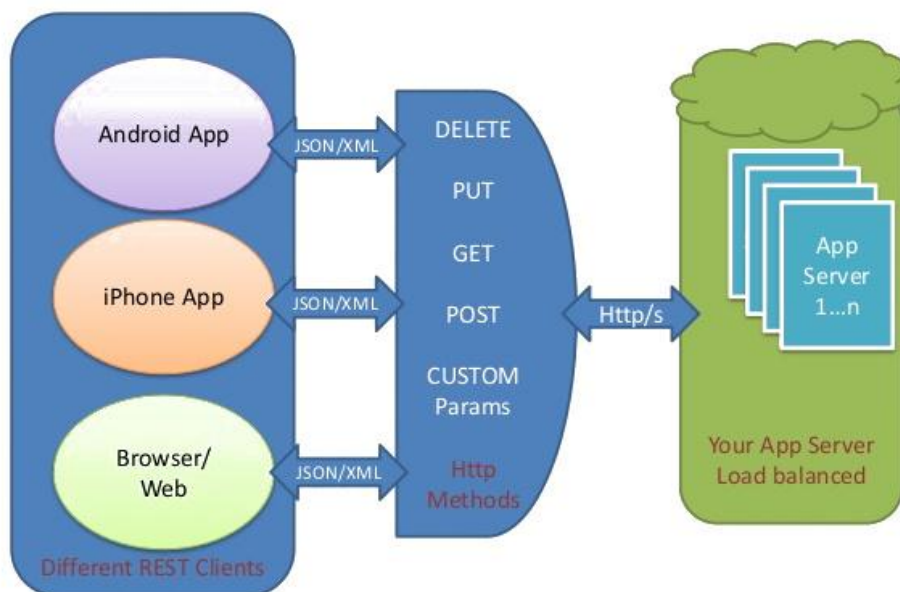 Android App
iPhone App
Browser/
Web
Different REST Clients
JSON/XML
JSON/XML
JSON/XML
DELETE
PUT
GET
POST
CUSTOM
Params
Http
Methods
Http/s
App
Server
1...n
Your App Server
Load balanced